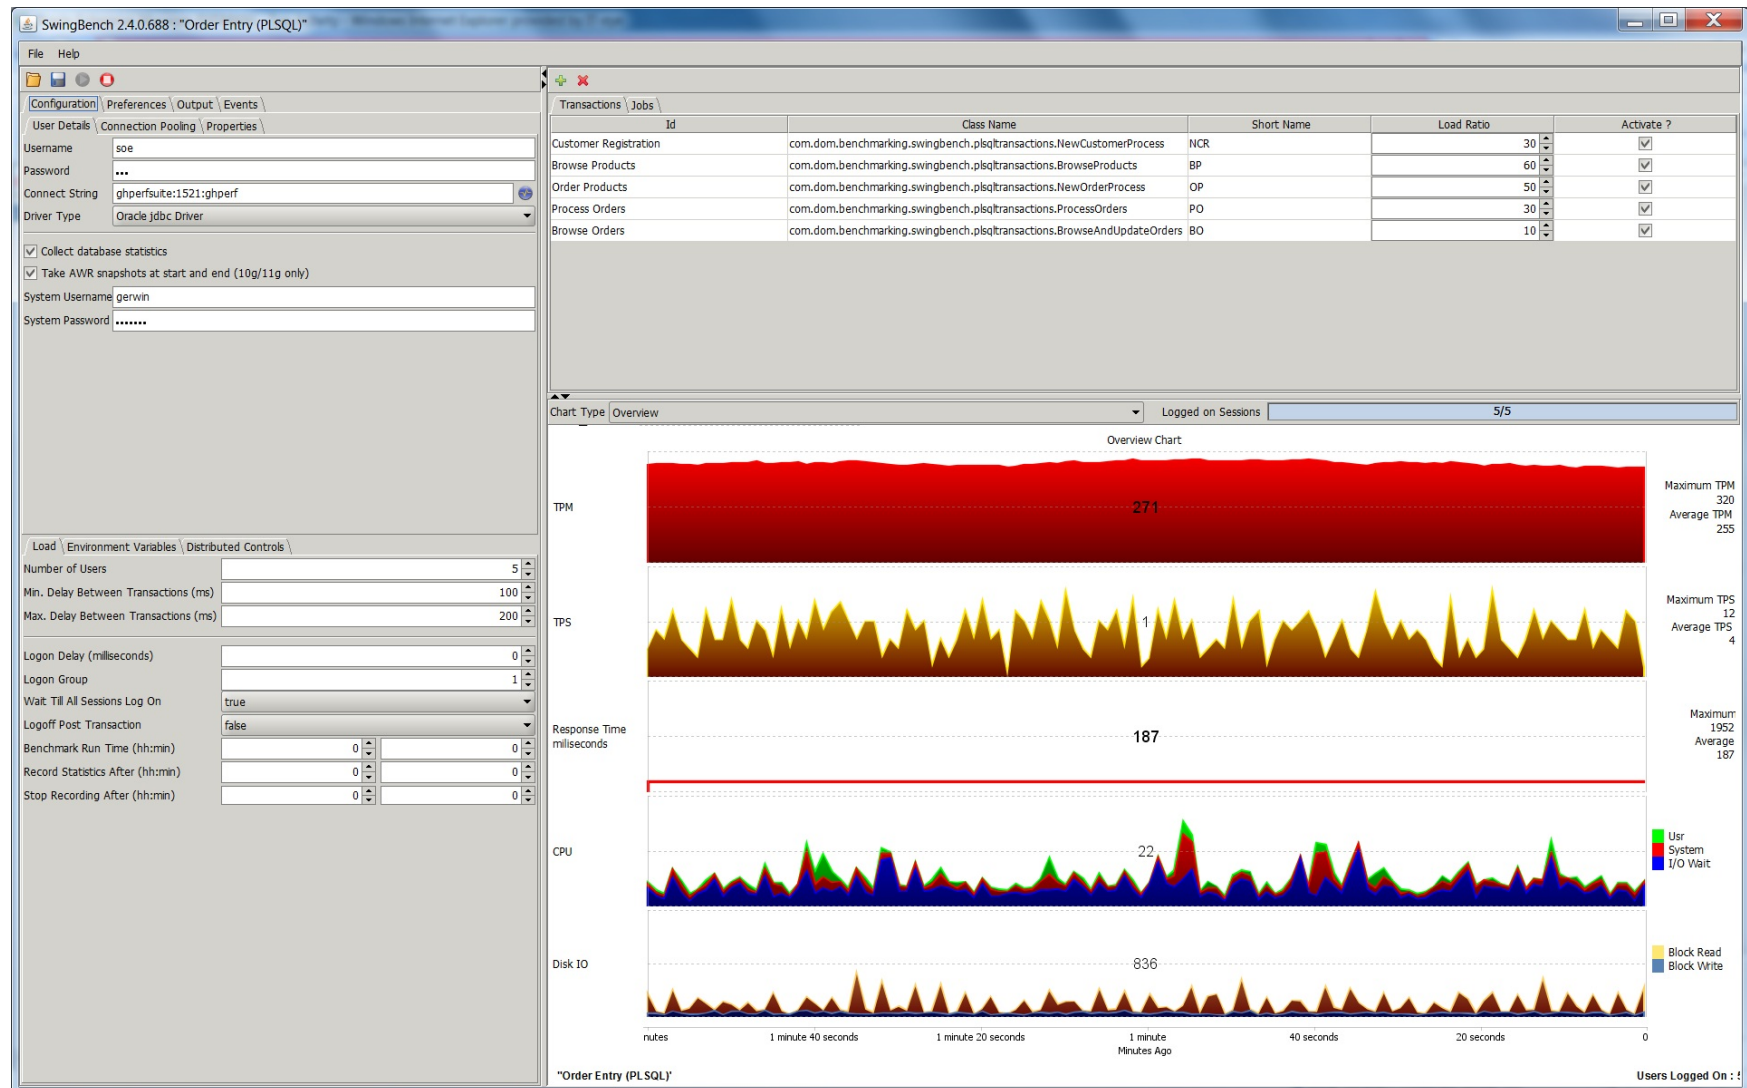 SwingBench 2.4.0.688 : "Order Entry (PLSQL)"
File Help
Configuration Preferences Output Events
User Details Connection Pooling Properties
Username soe
Password •••
Connect String ghperfsuite:1521:ghperf
Driver Type Oracle jdbc Driver
Collect database statistics
Take AWR snapshots at start and end (10g/11g only)
System Username gerwin
System Password •••••••
Load Environment Variables Distributed Controls
Number of Users 5
Min. Delay Between Transactions (ms) 100
Max. Delay Between Transactions (ms) 200
Logon Delay (milliseconds) 0
Logon Group 1
Wait Till All Sessions Log On true
Logoff Post Transaction false
Benchmark Run Time (hh:min) 0 0
Record Statistics After (hh:min) 0 0
Stop Recording After (hh:min) 0 0
Transactions Jobs
Id Class Name Short Name Load Ratio Activate ?
Customer Registration com.dom.benchmarking.swingbench.plsqltransactions.NewCustomerProcess NCR 30
Browse Products com.dom.benchmarking.swingbench.plsqltransactions.BrowseProducts BP 60
Order Products com.dom.benchmarking.swingbench.plsqltransactions.NewOrderProcess OP 50
Process Orders com.dom.benchmarking.swingbench.plsqltransactions.ProcessOrders PO 30
Browse Orders com.dom.benchmarking.swingbench.plsqltransactions.BrowseAndUpdateOrders BO 10
Chart Type Overview Logged on Sessions 5/5
Overview Chart
TPM 271
Maximum TPM
320
Average TPM
255
TPS 1
Maximum TPS
12
Average TPS
4
Response Time
miliseconds
187
Maximum
1952
Average
187
CPU 22
Usr
System
I/O Wait
Disk IO 836
Block Read
Block Write
nutes 1 minute 40 seconds 1 minute 20 seconds 1 minute 40 seconds 20 seconds 0
Minutes Ago
"Order Entry (PLSQL)' Users Logged On :